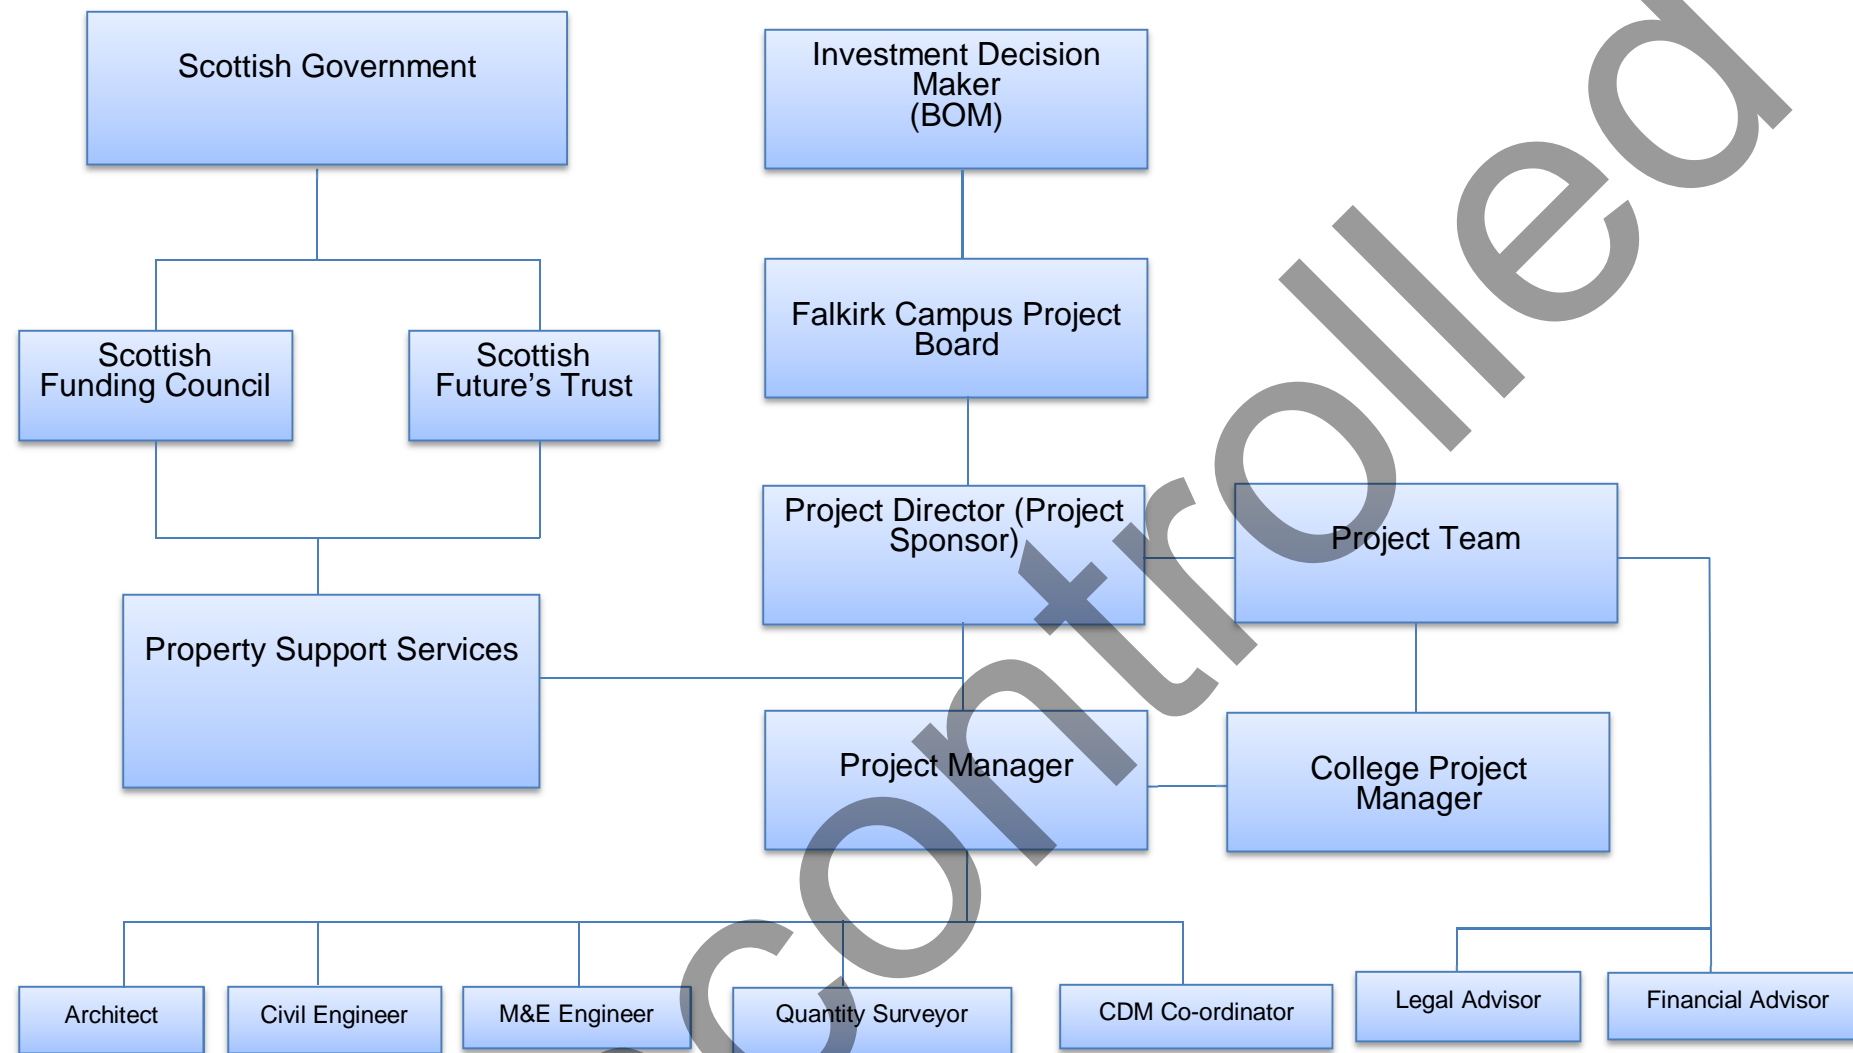 Scottish Government
Investment Decision
Maker
(BOM)
Scottish
Funding Council
Scottish
Future’s Trust
Falkirk Campus Project
Board
Project Director (Project
Sponsor)
Project Team
Property Support Services
Project Manager
College Project
Manager
Architect
Civil Engineer
M&E Engineer
Quantity Surveyor
CDM Co-ordinator
Legal Advisor
Financial Advisor
controlled